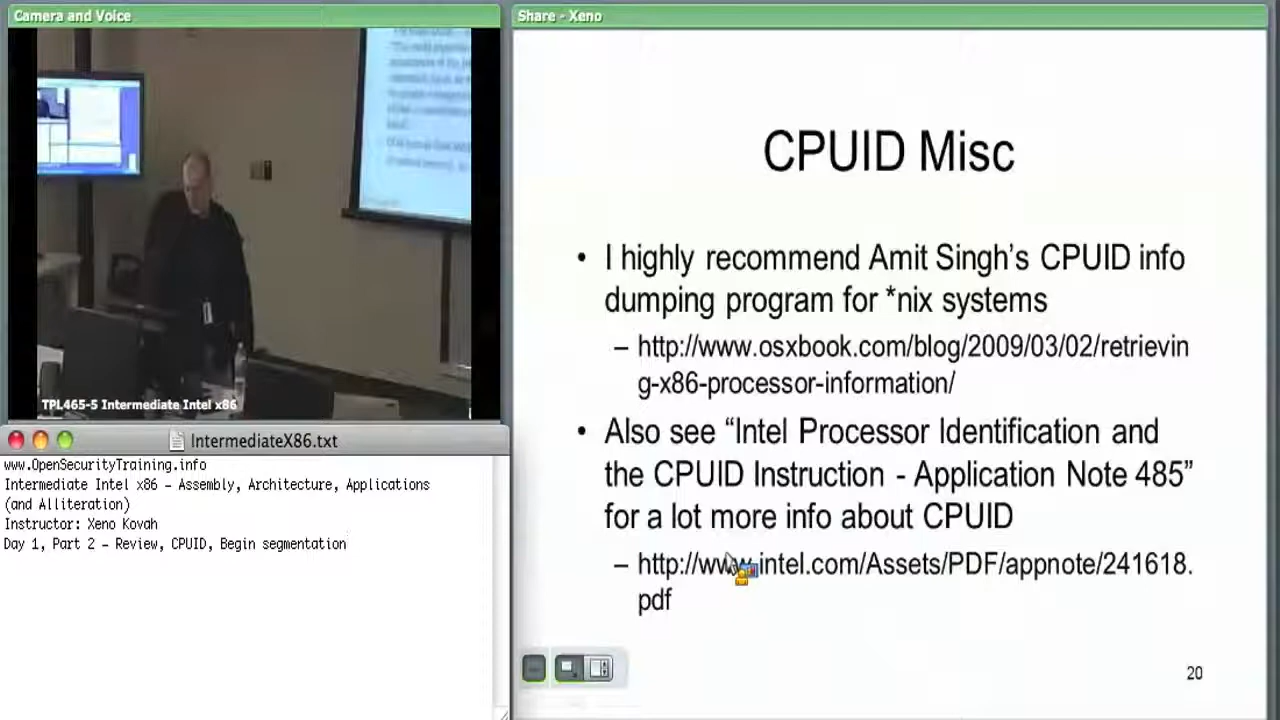 Camera and Voice
TPL465-5 Intermediate Intel x86
IntermediateX86.txt
www.OpenSecurityTraining.info
Intermediate Intel x86 – Assembly, Architecture, Applications
(and Alliteration)
Instructor: Xeno Kovah
Day 1, Part 2 – Review, CPUID, Begin segmentation
Share - Xeno
CPUID Misc
• I highly recommend Amit Singh's CPUID info
dumping program for *nix systems
– http://www.osxbook.com/blog/2009/03/02/retrievin
g-x86-processor-information/
• Also see “Intel Processor Identification and
the CPUID Instruction - Application Note 485”
for a lot more info about CPUID
– http://www.intel.com/Assets/PDF/appnote/241618.
pdf
20